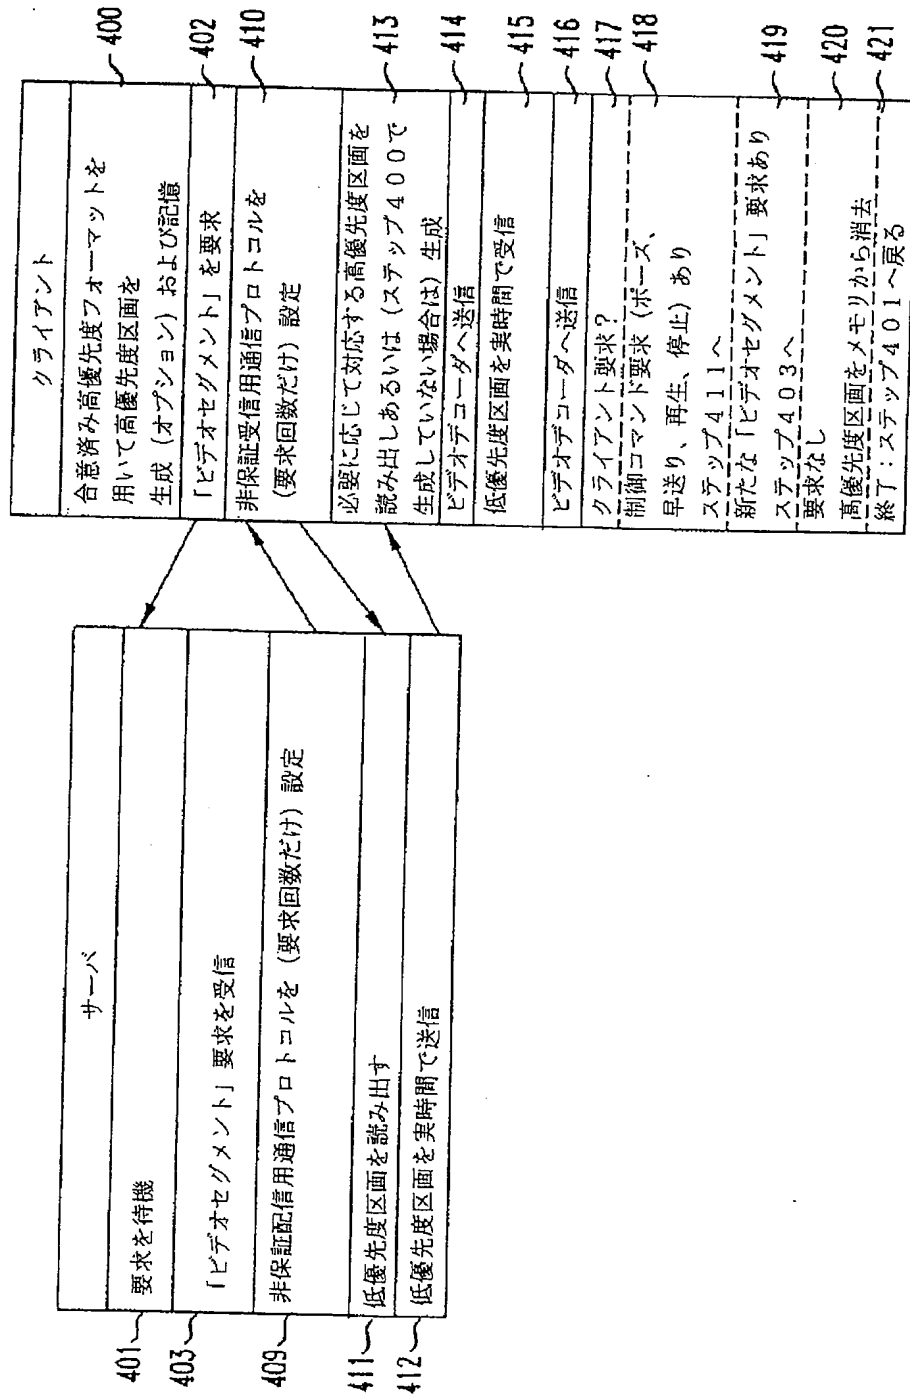 サーバ
401
要求を待機
403
「ビデオセグメント」要求を受信
409
非保証配信用通信プロトコルを(要求回数だけ)設定
411
低優先度区画を読み出す
412
低優先度区画を実時間で送信
クライアント
合意済み高優先度フォーマットを
用いて高優先度区画を
生成(オプション)および記憶
400
「ビデオセグメント」を要求
402
非保証受信用通信プロトコルを
(要求回数だけ)設定
410
必要に応じて対応する高優先度区画を
読み出しあるいは(ステップ400で
生成していない場合は)生成
413
ビデオデコーダへ送信
414
低優先度区画を実時間で受信
415
ビデオデコーダへ送信
416
クライアント要求?
417
制御コマンド要求(ポーズ、
早送り、再生、停止)あり
ステップ411へ
418
新たな「ビデオセグメント」要求あり
ステップ403へ
419
要求なし
高優先度区画をメモリから消去
420
終了:ステップ401へ戻る
421